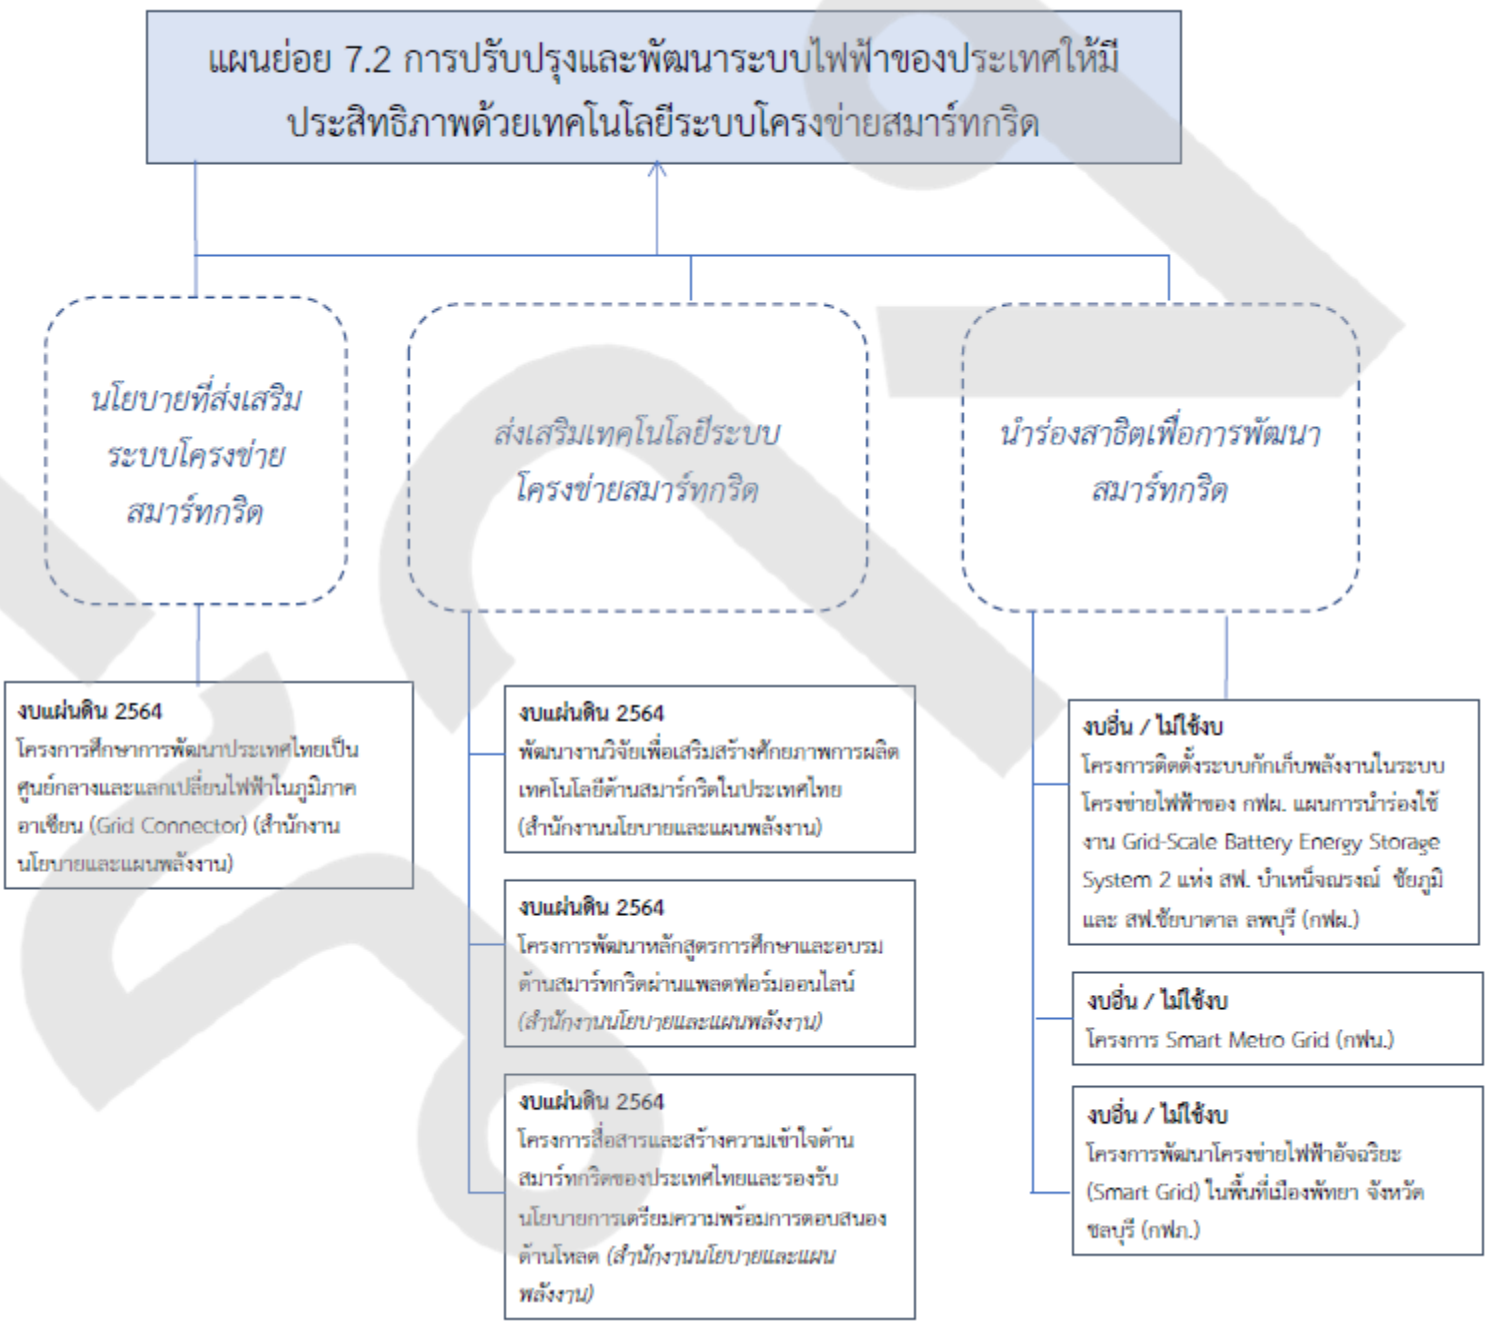 แผนย่อย 7.2 การปรับปรุงและพัฒนาระบบไฟฟ้าของประเทศให้มี
ประสิทธิภาพด้วยเทคโนโลยีระบบโครงข่ายสมาร์ทกริด
นโยบายที่ส่งเสริม
ระบบโครงข่าย
สมาร์ทกริด
ส่งเสริมเทคโนโลยีระบบ
โครงข่ายสมาร์ทกริด
นำร่องสาธิตเพื่อการพัฒนา
สมาร์ทกริด
งบแผ่นดิน 2564
โครงการศึกษาการพัฒนาประเทศไทยเป็น
ศูนย์กลางและแลกเปลี่ยนไฟฟ้าในภูมิภาค
อาเซียน (Grid Connector) (สำนักงาน
นโยบายและแผนพลังงาน)
งบแผ่นดิน 2564
พัฒนางานวิจัยเพื่อเสริมสร้างศักยภาพการผลิต
เทคโนโลยีด้านสมาร์กริดในประเทศไทย
(สำนักงานนโยบายและแผนพลังงาน)
งบแผ่นดิน 2564
โครงการพัฒนาหลักสูตรการศึกษาและอบรม
ด้านสมาร์ทกริดผ่านแพลตฟอร์มออนไลน์
(สำนักงานนโยบายและแผนพลังงาน)
งบแผ่นดิน 2564
โครงการสื่อสารและสร้างความเข้าใจด้าน
สมาร์ทกริดของประเทศไทยและรองรับ
นโยบายการเตรียมความพร้อมการตอบสนอง
ด้านโหลด (สำนักงานนโยบายและแผน
พลังงาน)
งบอื่น / ไม่ใช้งบ
โครงการติดตั้งระบบกักเก็บพลังงานในระบบ
โครงข่ายไฟฟ้าของ กฟผ. แผนการนำร่องใช้
งาน Grid-Scale Battery Energy Storage
System 2 แห่ง สฟ. บำเหน็จณรงณ์ ชัยภูมิ
และ สฟ.ชัยบาดาล ลพบุรี (กฟผ.)
งบอื่น / ไม่ใช้งบ
โครงการ Smart Metro Grid (กฟน.)
งบอื่น / ไม่ใช้งบ
โครงการพัฒนาโครงข่ายไฟฟ้าอัจฉริยะ
(Smart Grid) ในพื้นที่เมืองพัทยา จังหวัด
ชลบุรี (กฟภ.)